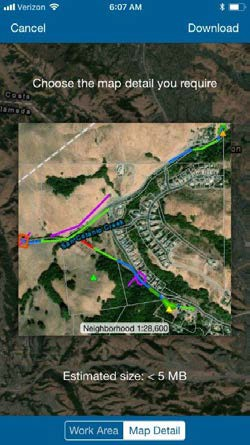 Verizon 6:07 AM
Cancel Download
Choose the map detail you require
Costa
Neighborhood 1:28,600
Estimated size: < 5 MB
Work Area Map Detail